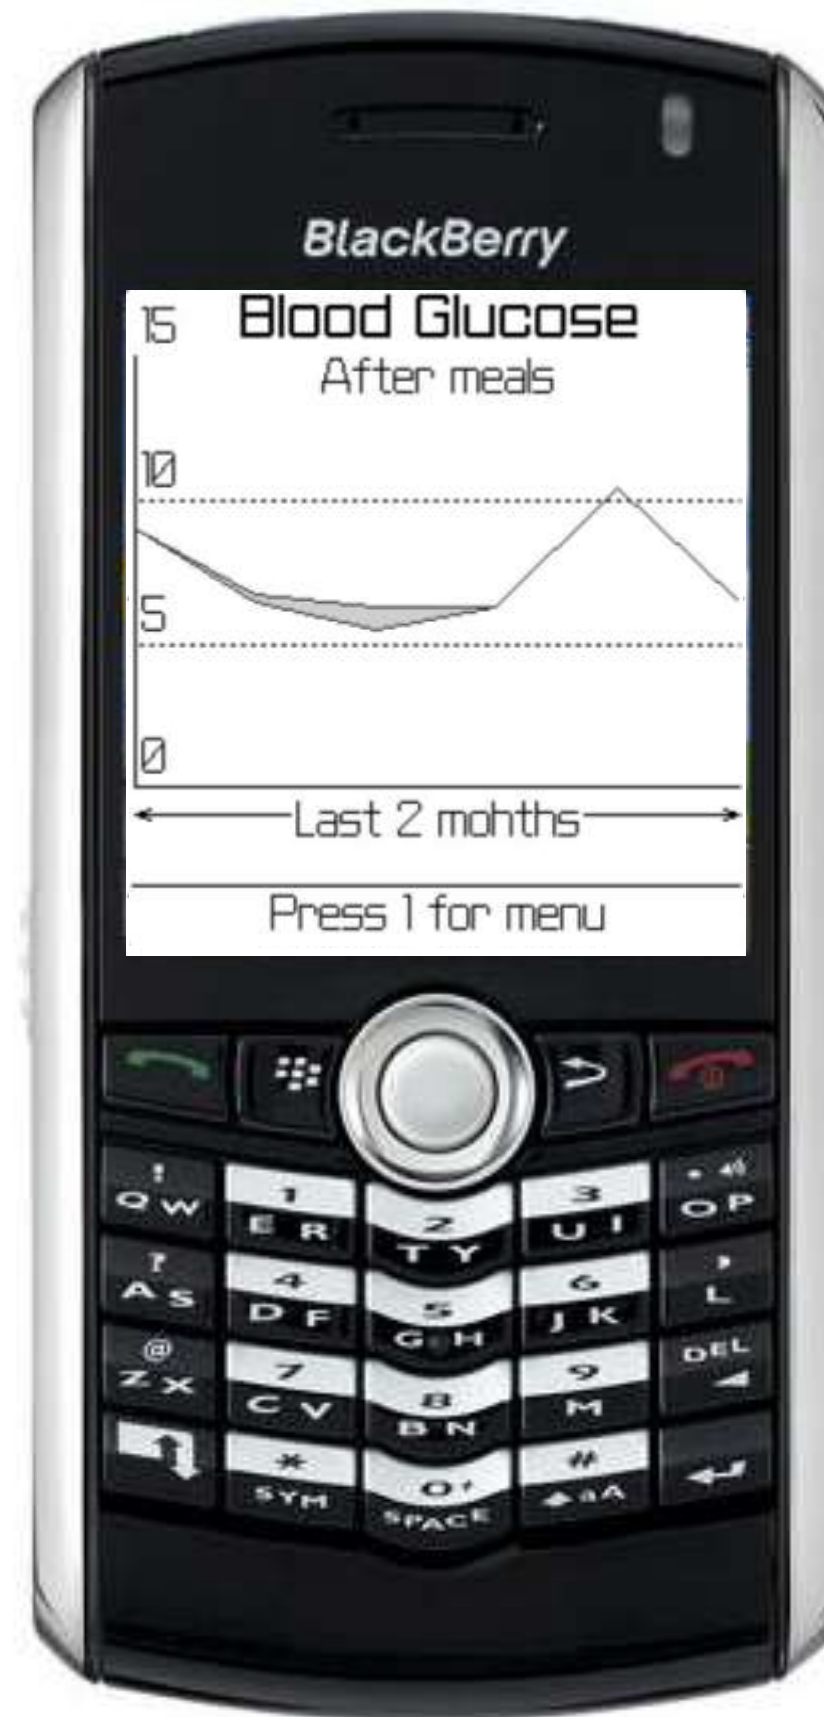 BlackBerry
15 Blood Glucose
After meals
10
5
0
Last 2 mohths
Press 1 for menu
! 1 3 .
Q W E R 2 U I O P
T Y
? 4 6 ,
A S D F 5 J K L
G H
@ 7 9 DEL
Z X C V 8 M
B N
* #
SYM 0 aA
SPACE